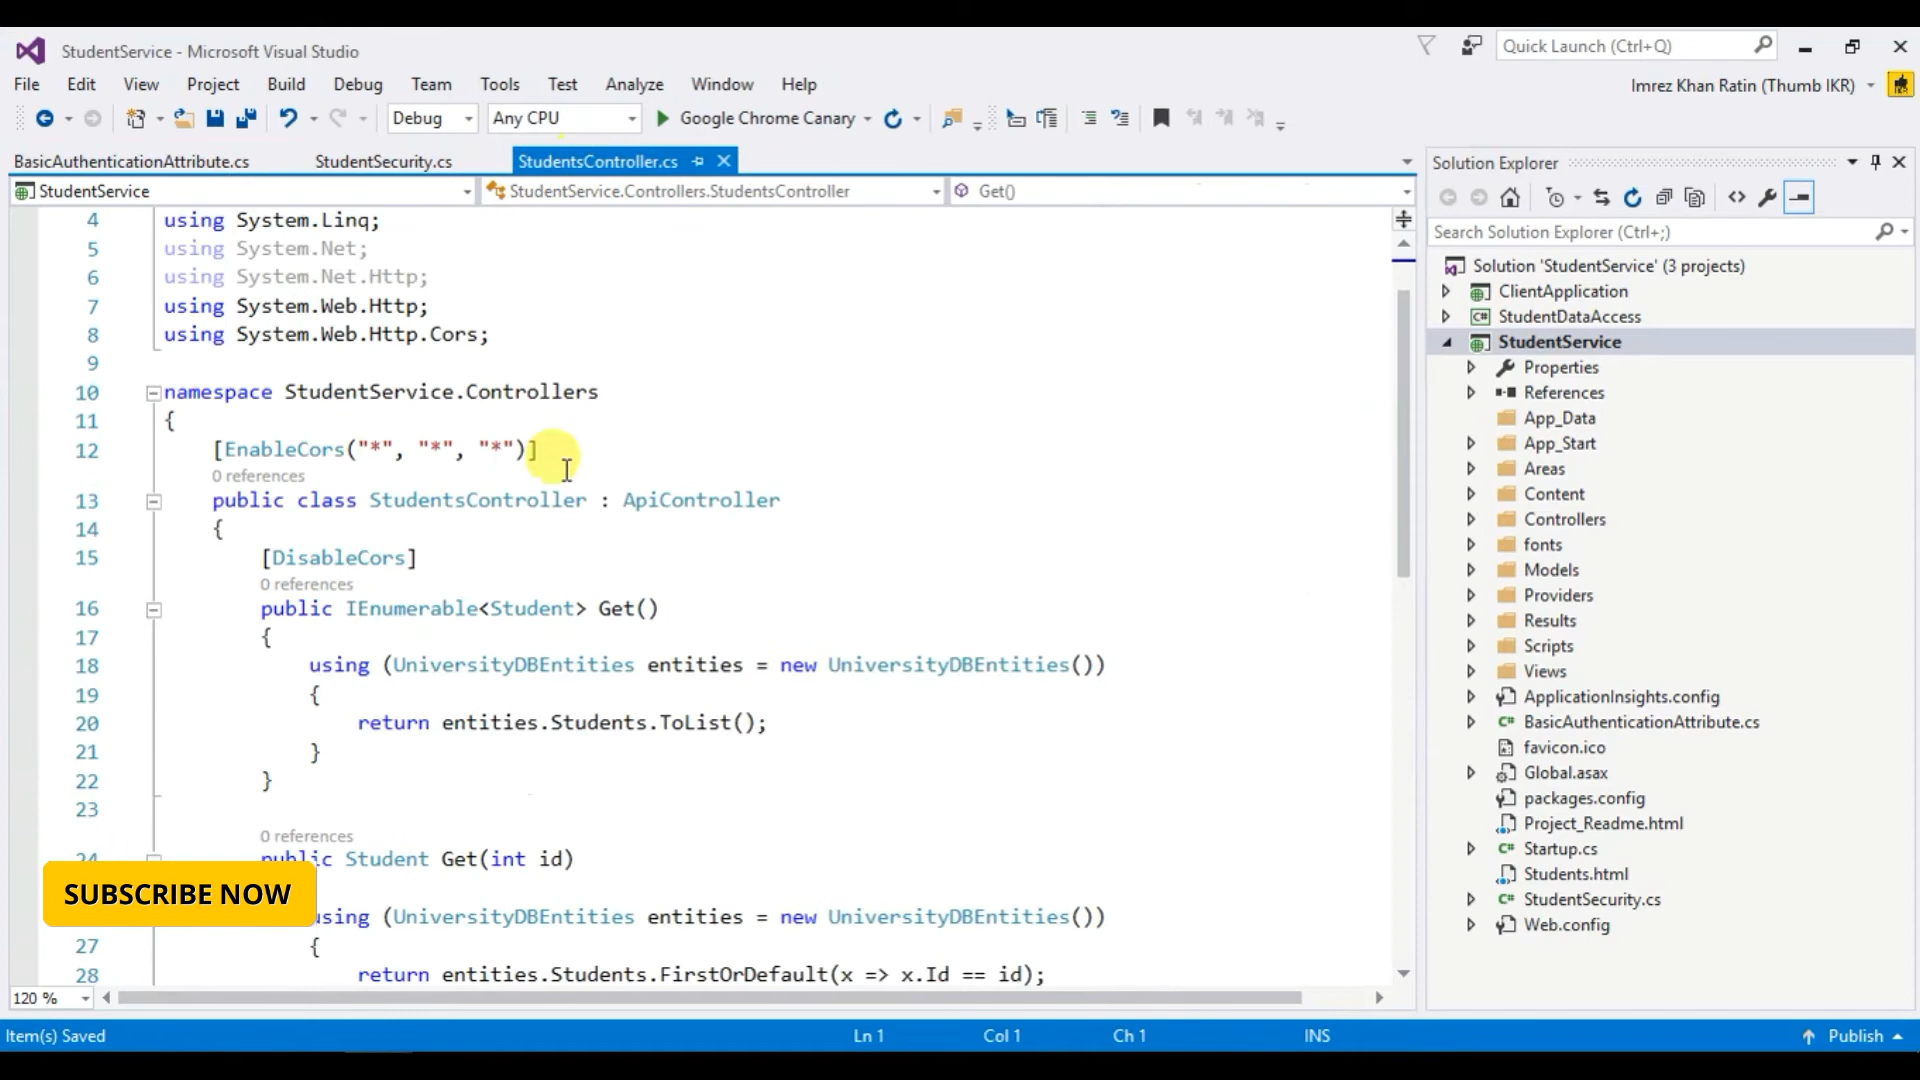 StudentService - Microsoft Visual Studio
Quick Launch (Ctrl+Q)
File Edit View Project Build Debug Team Tools Test Analyze Window Help
Imrez Khan Ratin (Thumb IKR)
Debug Any CPU Google Chrome Canary
BasicAuthenticationAttribute.cs StudentSecurity.cs StudentsController.cs
StudentService StudentService.Controllers.StudentsController Get()
4 using System.Linq;
5 using System.Net;
6 using System.Net.Http;
7 using System.Web.Http;
8 using System.Web.Http.Cors;
9
10 namespace StudentService.Controllers
11 {
12 [EnableCors("*", "*", "*")]
0 references
13 public class StudentsController : ApiController
14 {
15 [DisableCors]
0 references
16 public IEnumerable<Student> Get()
17 {
18 using (UniversityDBEntities entities = new UniversityDBEntities())
19 {
20 return entities.Students.ToList();
21 }
22 }
23
0 references
24 public Student Get(int id)
SUBSCRIBE NOW
using (UniversityDBEntities entities = new UniversityDBEntities())
27 {
28 return entities.Students.FirstOrDefault(x => x.Id == id);
120 %
Solution Explorer
Search Solution Explorer (Ctrl+;)
Solution 'StudentService' (3 projects)
ClientApplication
C# StudentDataAccess
StudentService
Properties
References
App_Data
App_Start
Areas
Content
Controllers
fonts
Models
Providers
Results
Scripts
Views
ApplicationInsights.config
C# BasicAuthenticationAttribute.cs
favicon.ico
Global.asax
packages.config
Project_Readme.html
C# Startup.cs
Students.html
C# StudentSecurity.cs
Web.config
Item(s) Saved Ln 1 Col 1 Ch 1 INS Publish